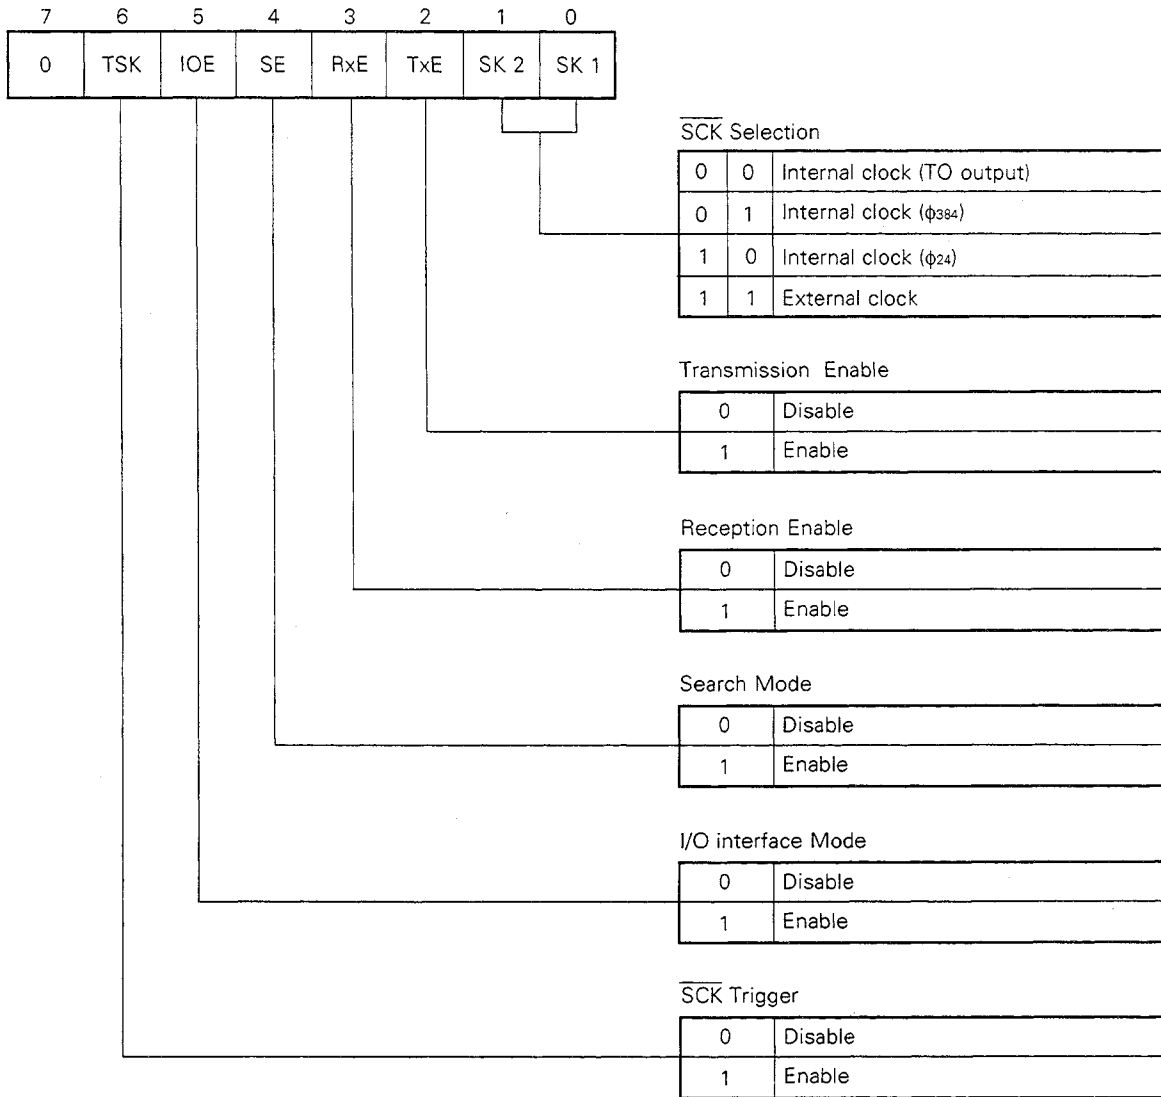 7 6 5 4 3 2 1 0
0 TSK IOE SE RxE TxE SK 2 SK 1
SCK Selection
0 0 Internal clock (TO output)
0 1 Internal clock (ϕ384)
1 0 Internal clock (ϕ24)
1 1 External clock
Transmission Enable
0 Disable
1 Enable
Reception Enable
0 Disable
1 Enable
Search Mode
0 Disable
1 Enable
I/O interface Mode
0 Disable
1 Enable
SCK Trigger
0 Disable
1 Enable